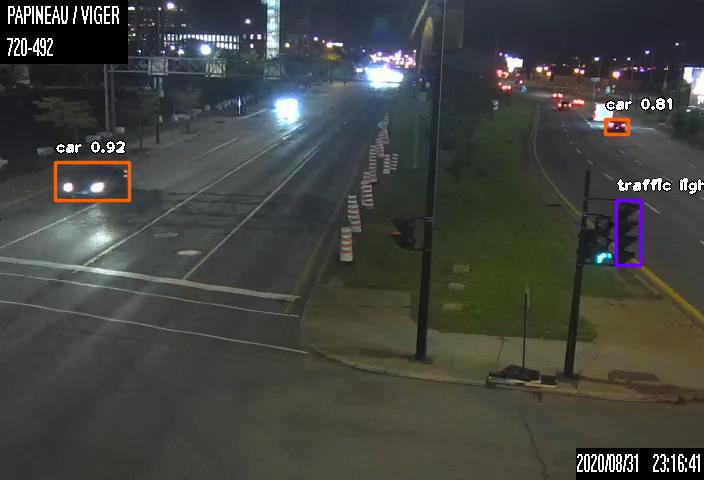 PAPINEAU / VIGER
720-492
car 0.81
car 0.92
traffic ligh
2020/08/31 23:16:41